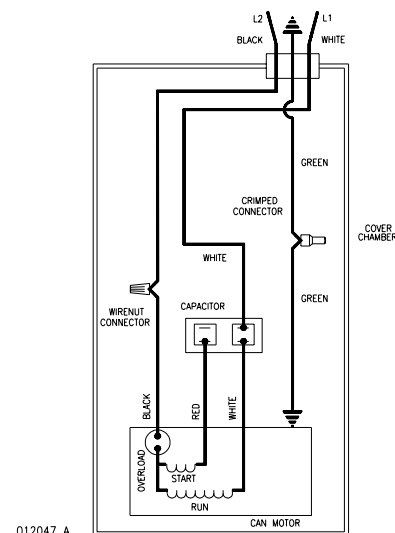 L2
L1
BLACK
WHITE
GREEN
CRIMPED
CONNECTOR
COVER
CHAMBER
WHITE
GREEN
WIRENUT
CONNECTOR
CAPACITOR
BLACK
RED
WHITE
OVERLOAD
START
RUN
CAN MOTOR
012047 A